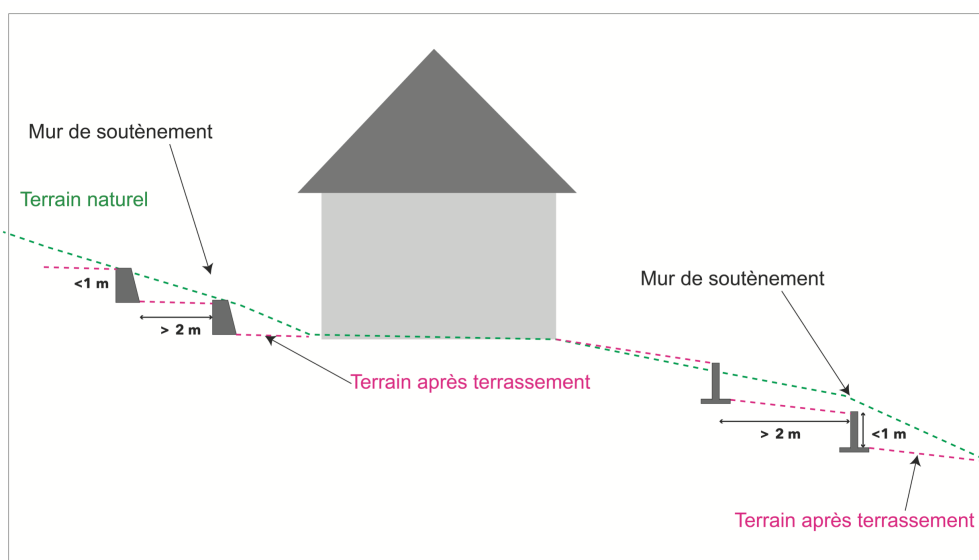 Mur de soutènement
Terrain naturel
<1 m
> 2 m
Terrain après terrassement
Mur de soutènement
> 2 m
<1 m
Terrain après terrassement